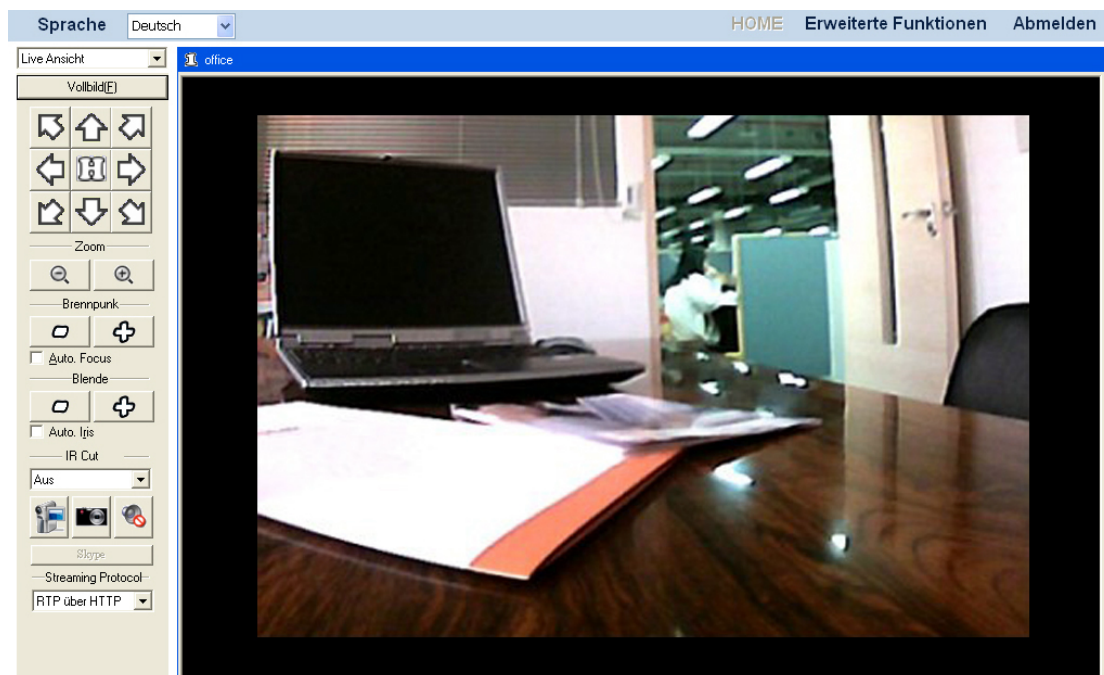 Sprache Deutsch HOME Erweiterte Funktionen Abmelden
Live Ansicht
office
Vollbild(F)
Zoom
Brennpunk
Auto. Focus
Blende
Auto. Iris
IR Cut
Aus
Skype
Streaming Protocol
RTP über HTTP